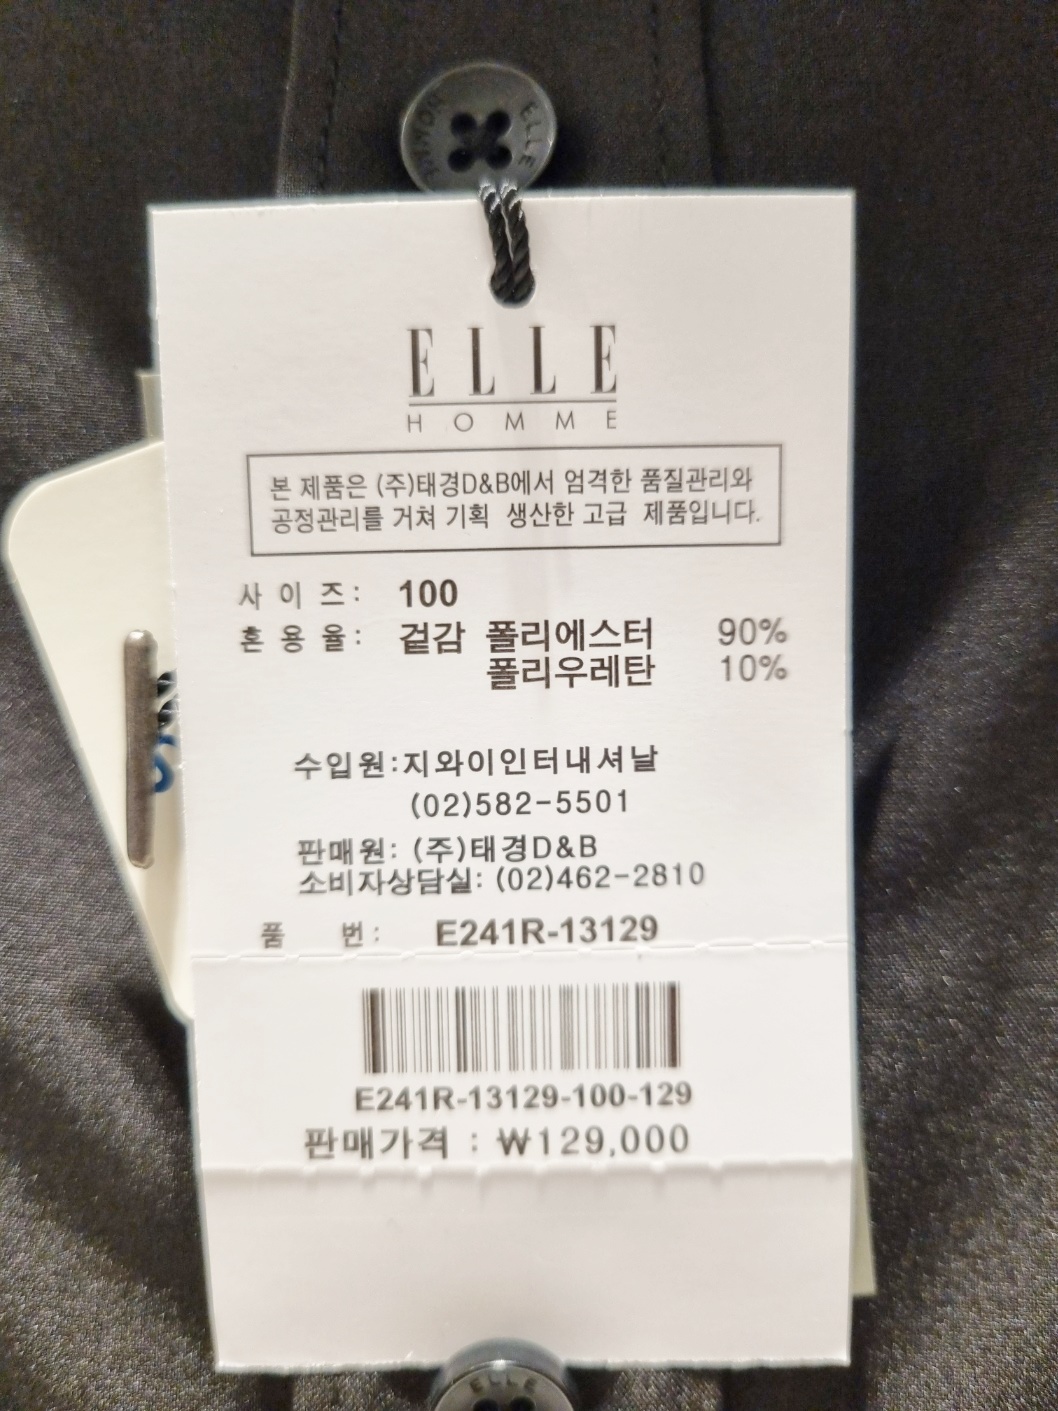 ELLE
ELLE
HOMME
본 제품은 (주)태경D&B에서 엄격한 품질관리와
공정관리를 거쳐 기획 생산한 고급 제품입니다.
사 이 즈 : 100
혼 용 율 : 겉감 폴리에스터 90%
폴리우레탄 10%
수입원:지와이인터내셔날
(02)582-5501
판매원: (주)태경D&B
소비자상담실: (02)462-2810
품 번 : E241R-13129
E241R-13129-100-129
판매가격 : ₩129,000
ELLE